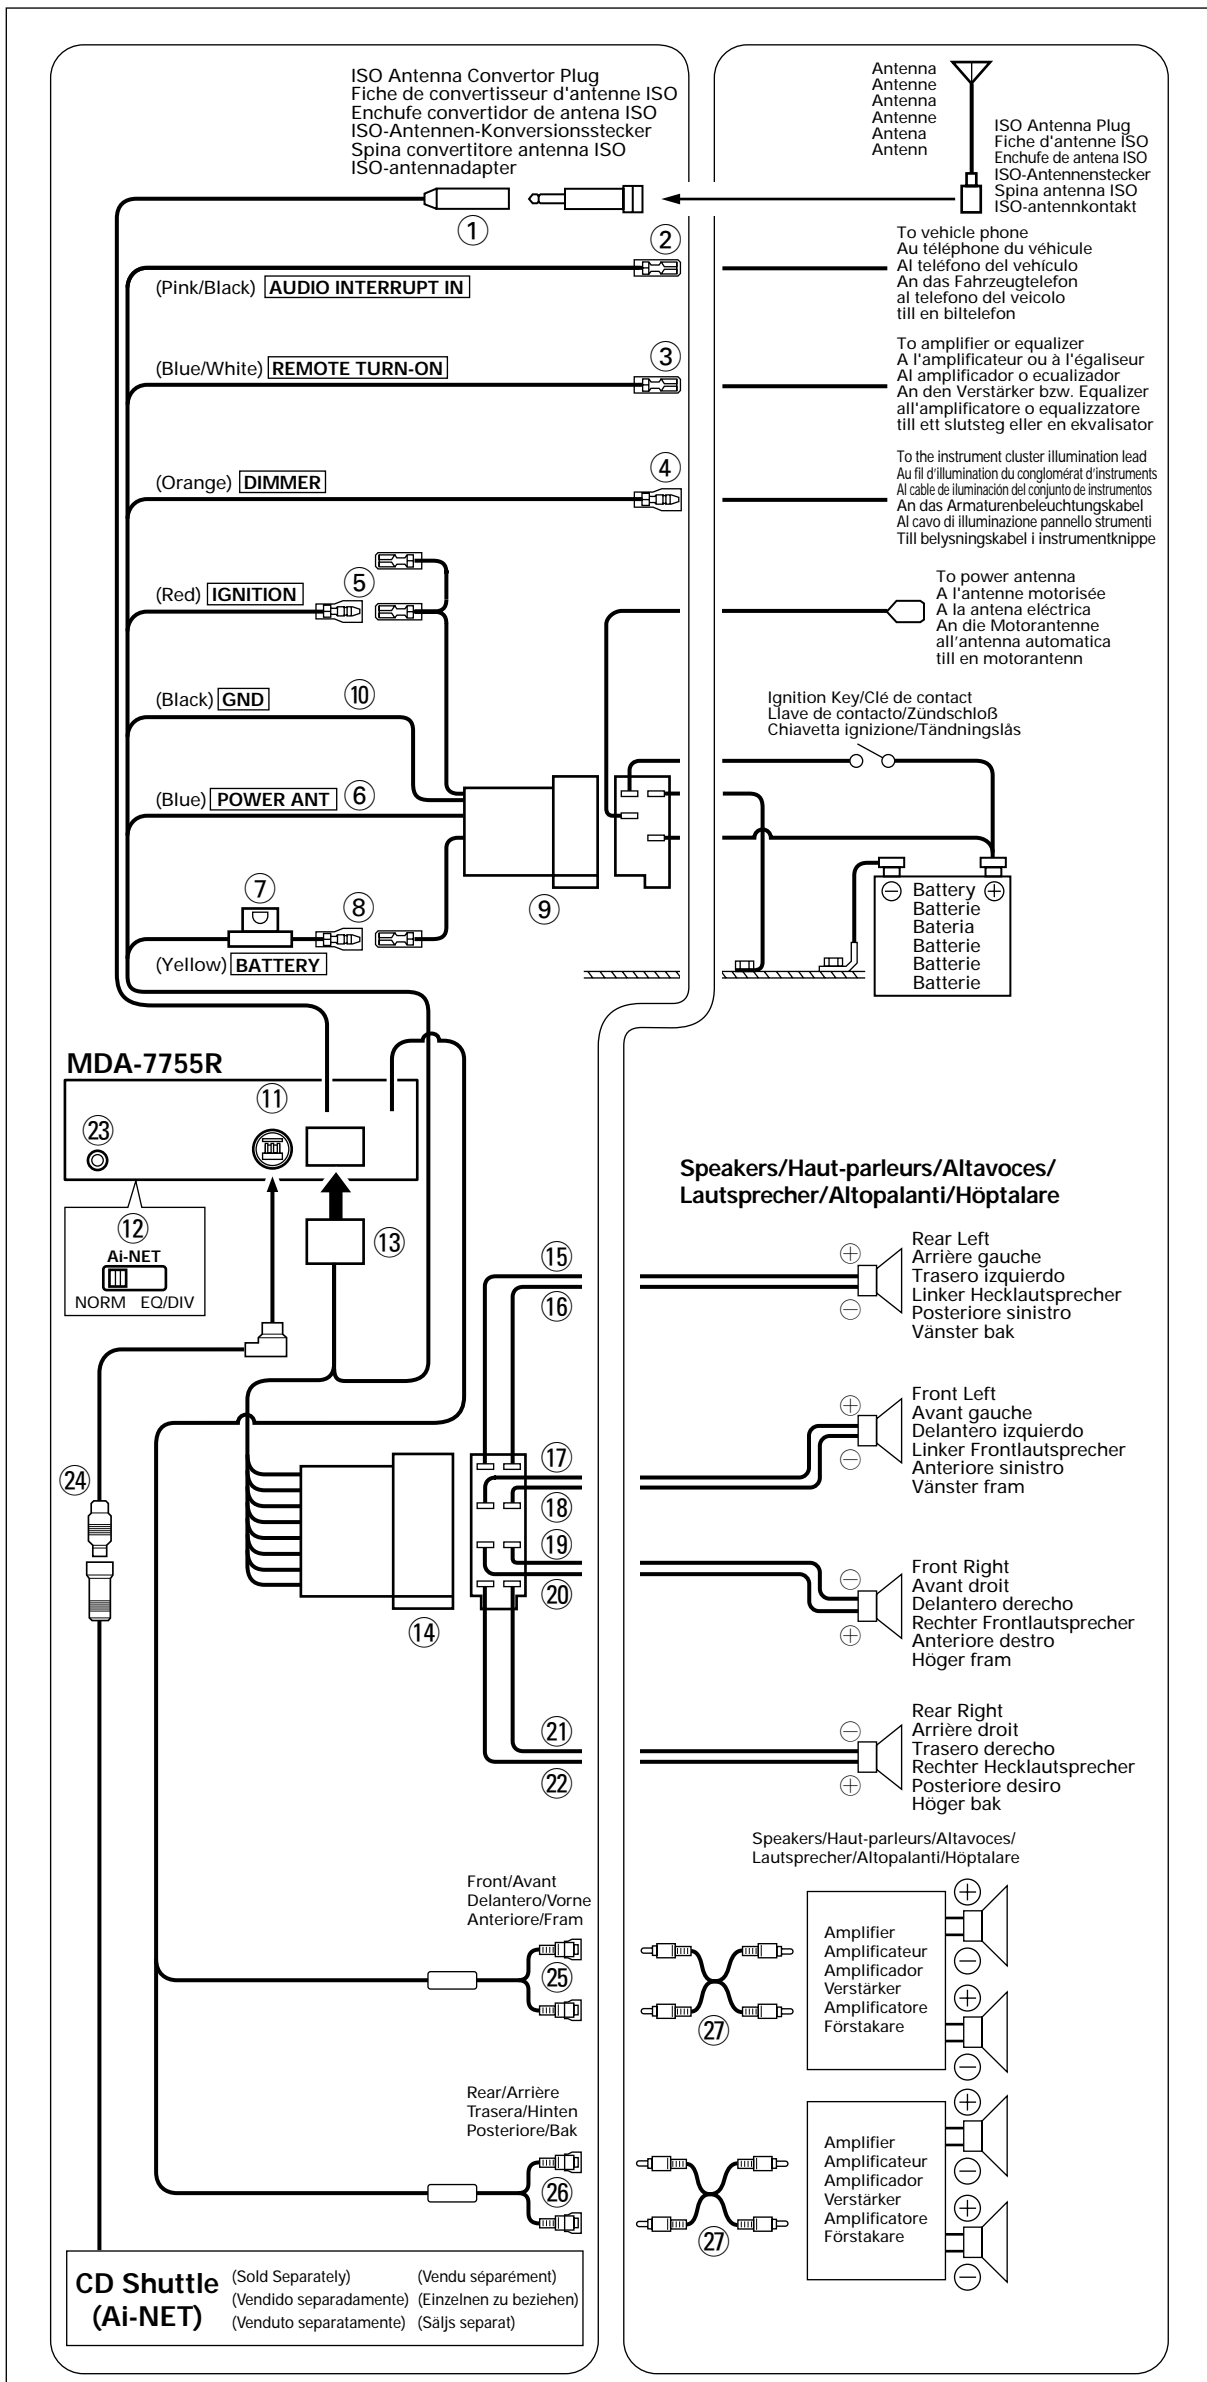 ISO Antenna Convertor Plug
Fiche de convertisseur d'antenne ISO
Enchufe convertidor de antena ISO
ISO-Antennen-Konversionsstecker
Spina convertitore antenna ISO
ISO-antennadapter
Antenna
Antenne
Antenna
Antenne
Antena
Antenn
ISO Antenna Plug
Fiche d'antenne ISO
Enchufe de antena ISO
ISO-Antennenstecker
Spina antenna ISO
ISO-antennkontakt
①
②
(Pink/Black) AUDIO INTERRUPT IN
To vehicle phone
Au téléphone du véhicule
Al teléfono del vehículo
An das Fahrzeugtelefon
al telefono del veicolo
till en biltelefon
③
(Blue/White) REMOTE TURN-ON
To amplifier or equalizer
A l'amplificateur ou à l'égaliseur
Al amplificador o ecualizador
An den Verstärker bzw. Equalizer
all'amplificatore o equalizzatore
till ett slutsteg eller en ekvalisator
④
(Orange) DIMMER
To the instrument cluster illumination lead
Au fil d'illumination du conglomérat d'instruments
Al cable de iluminación del conjunto de instrumentos
An das Armaturenbeleuchtungskabel
Al cavo di illuminazione pannello strumenti
Till belysningskabel i instrumentknippe
⑤
(Red) IGNITION
To power antenna
A l'antenne motorisée
A la antena eléctrica
An die Motorantenne
all'antenna automatica
till en motorantenn
(Black) GND ⑩
Ignition Key/Clé de contact
Llave de contacto/Zündschloß
Chiavetta ignizione/Tändningslås
(Blue) POWER ANT ⑥
⑦
⑧
⑨
(Yellow) BATTERY
⊖ Battery ⊕
Batterie
Bateria
Batterie
Batterie
Batterie
MDA-7755R
⑪
㉓
⑫
Ai-NET
NORM EQ/DIV
⑬
Speakers/Haut-parleurs/Altavoces/
Lautsprecher/Altopalanti/Höptalare
⑮
⑯
⊕
⊖
Rear Left
Arrière gauche
Trasero izquierdo
Linker Hecklautsprecher
Posteriore sinistro
Vänster bak
⑰
⑱
⊕
⊖
Front Left
Avant gauche
Delantero izquierdo
Linker Frontlautsprecher
Anteriore sinistro
Vänster fram
㉔
⑲
⑳
⊖
⊕
Front Right
Avant droit
Delantero derecho
Rechter Frontlautsprecher
Anteriore destro
Höger fram
⑭
㉑
㉒
⊖
⊕
Rear Right
Arrière droit
Trasero derecho
Rechter Hecklautsprecher
Posteriore desiro
Höger bak
Speakers/Haut-parleurs/Altavoces/
Lautsprecher/Altopalanti/Höptalare
Front/Avant
Delantero/Vorne
Anteriore/Fram
㉕
㉗
Amplifier
Amplificateur
Amplificador
Verstärker
Amplificatore
Förstakare
⊕
⊖
⊕
⊖
Rear/Arrière
Trasera/Hinten
Posteriore/Bak
㉖
㉗
Amplifier
Amplificateur
Amplificador
Verstärker
Amplificatore
Förstakare
⊕
⊖
⊕
⊖
CD Shuttle
(Ai-NET)
(Sold Separately) (Vendu séparément)
(Vendido separadamente) (Einzelnen zu beziehen)
(Venduto separatamente) (Säljs separat)